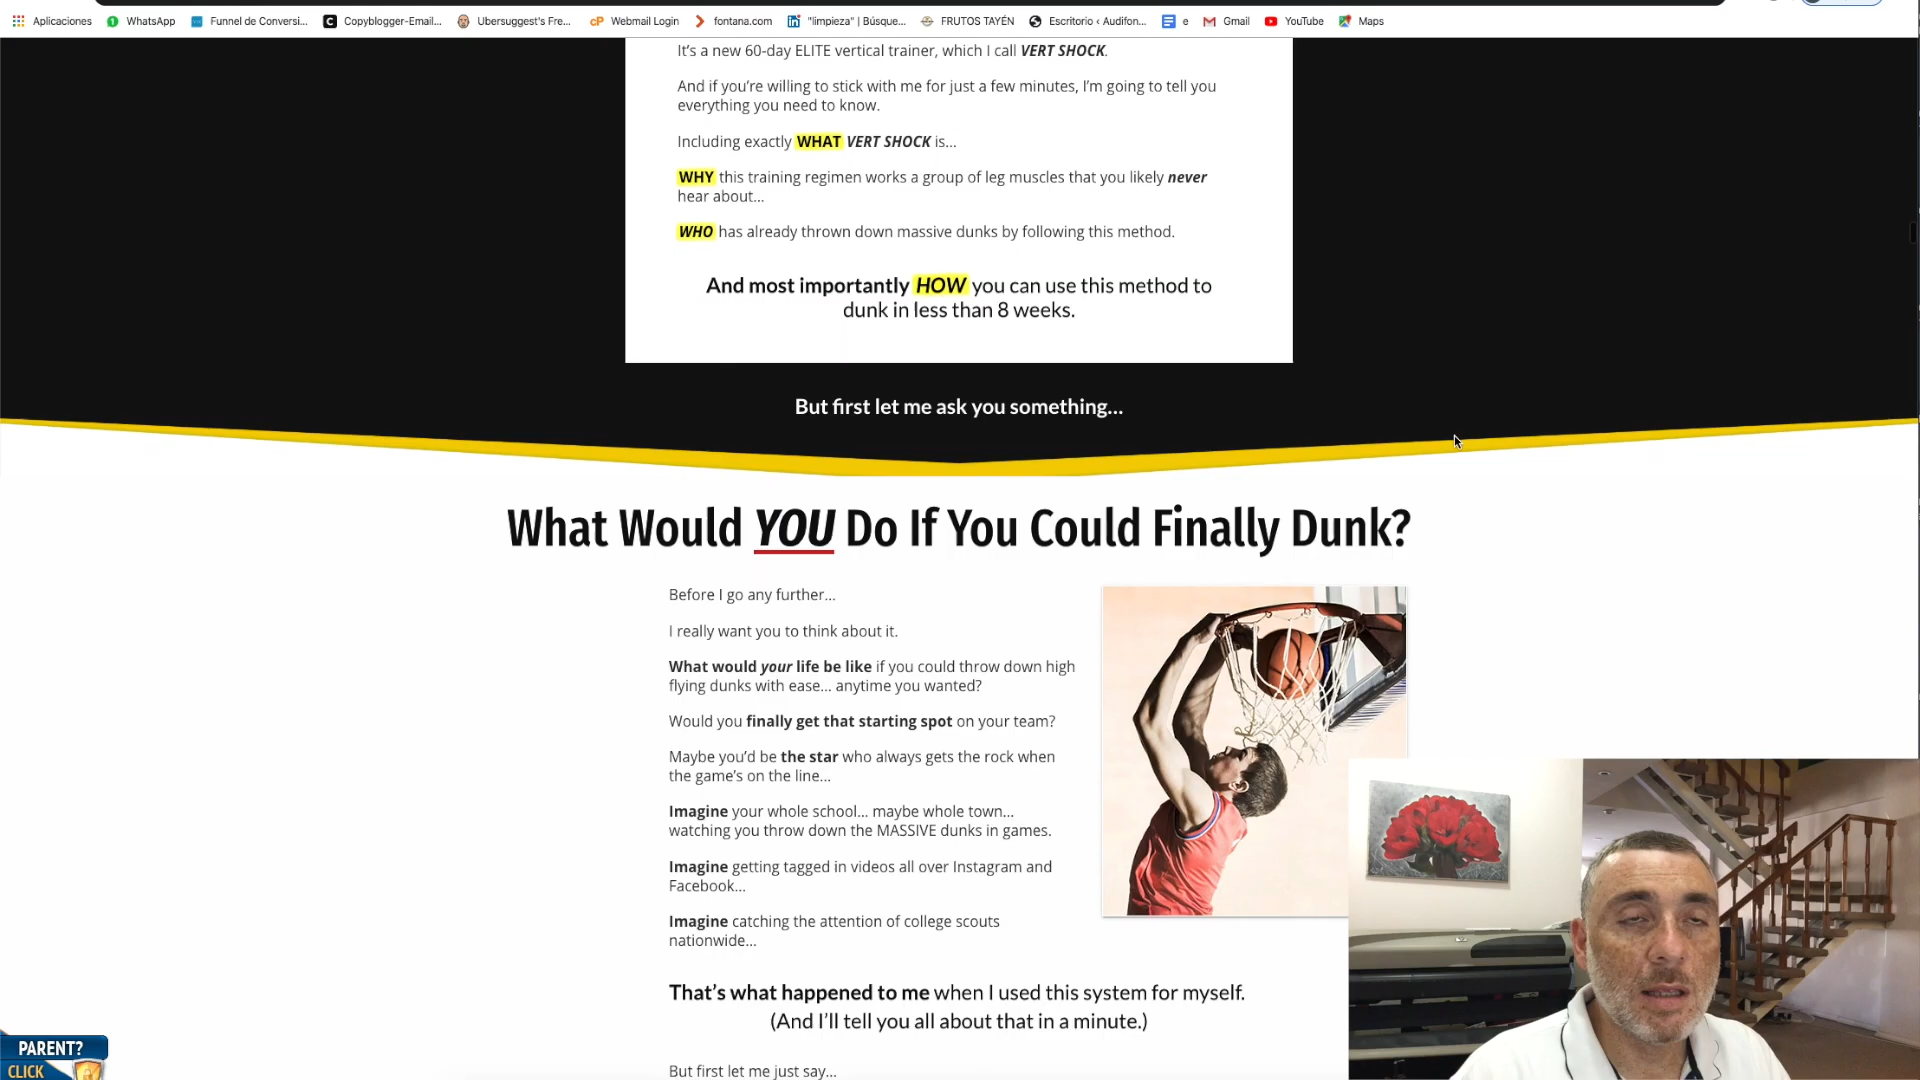 Aplicaciones WhatsApp Funnel de Conversi... Copyblogger-Email... Ubersuggest's Fre... Webmail Login fontana.com "limpieza" | Búsque... FRUTOS TAYÉN Escritorio ‹ Audifon... e Gmail YouTube Maps
It's a new 60-day ELITE vertical trainer, which I call VERT SHOCK.
And if you're willing to stick with me for just a few minutes, I'm going to tell you
everything you need to know.
Including exactly WHAT VERT SHOCK is...
WHY this training regimen works a group of leg muscles that you likely never
hear about...
WHO has already thrown down massive dunks by following this method.
And most importantly HOW you can use this method to
dunk in less than 8 weeks.
But first let me ask you something...
What Would YOU Do If You Could Finally Dunk?
Before I go any further...
I really want you to think about it.
What would your life be like if you could throw down high
flying dunks with ease... anytime you wanted?
Would you finally get that starting spot on your team?
Maybe you'd be the star who always gets the rock when
the game's on the line...
Imagine your whole school... maybe whole town...
watching you throw down the MASSIVE dunks in games.
Imagine getting tagged in videos all over Instagram and
Facebook...
Imagine catching the attention of college scouts
nationwide...
That's what happened to me when I used this system for myself.
(And I'll tell you all about that in a minute.)
But first let me just say...
PARENT?
CLICK